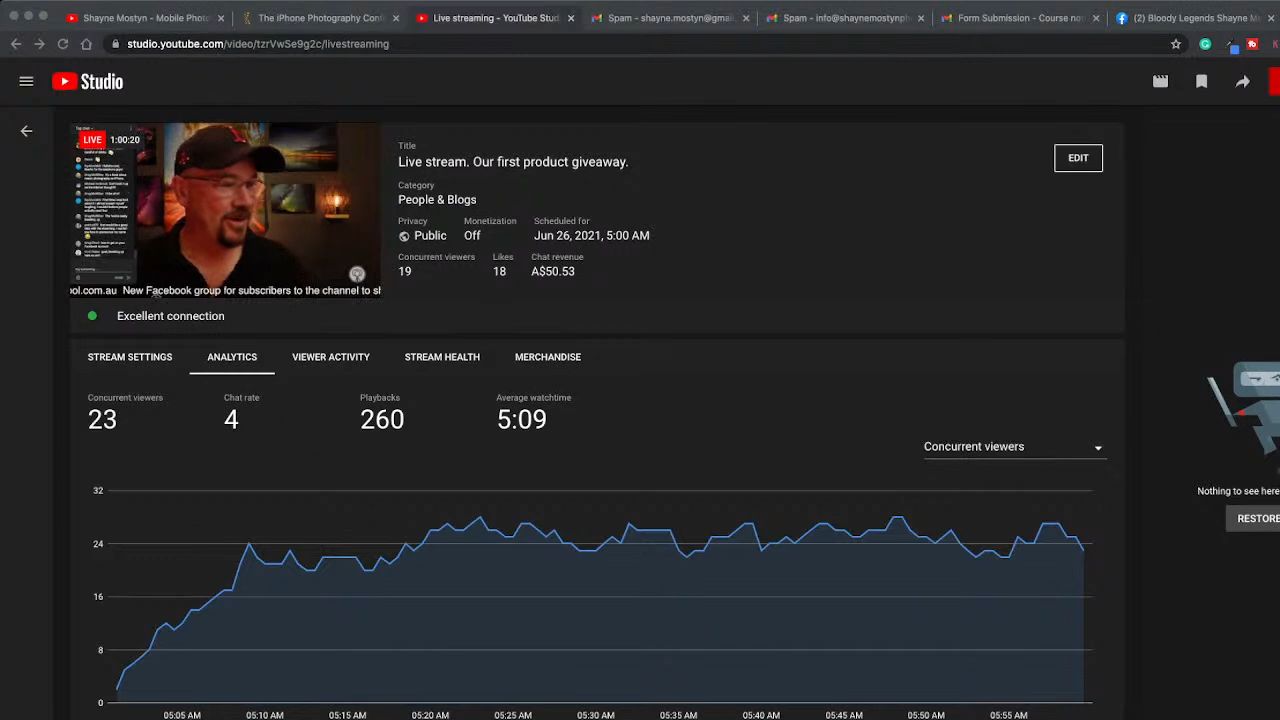 Shayne Mostyn - Mobile Photo
The iPhone Photography Conf
Live streaming - YouTube Stud
Spam - shayne.mostyn@gmail
Spam - info@shaynemostynph
Form Submission - Course no
(2) Bloody Legends Shayne M
studio.youtube.com/video/tzrVwSe9g2c/livestreaming
Studio
LIVE 1:00:20
ool.com.au New Facebook group for subscribers to the channel to sh
Excellent connection
Title
Live stream. Our first product giveaway.
EDIT
Category
People & Blogs
Privacy Monetization Scheduled for
Public Off Jun 26, 2021, 5:00 AM
Concurrent viewers Likes Chat revenue
19 18 A$50.53
STREAM SETTINGS ANALYTICS VIEWER ACTIVITY STREAM HEALTH MERCHANDISE
Concurrent viewers Chat rate Playbacks Average watchtime
23 4 260 5:09
Concurrent viewers
Nothing to see here
RESTORE
32
24
16
8
0
05:05 AM 05:10 AM 05:15 AM 05:20 AM 05:25 AM 05:30 AM 05:35 AM 05:40 AM 05:45 AM 05:50 AM 05:55 AM